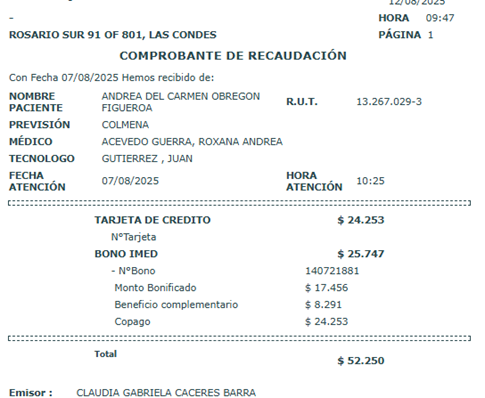 12/08/2025
-
HORA 09:47
ROSARIO SUR 91 OF 801, LAS CONDES
PÁGINA 1
COMPROBANTE DE RECAUDACIÓN
Con Fecha 07/08/2025 Hemos recibido de:
NOMBRE PACIENTE ANDREA DEL CARMEN OBREGON FIGUEROA R.U.T. 13.267.029-3
PREVISIÓN COLMENA
MÉDICO ACEVEDO GUERRA, ROXANA ANDREA
TECNOLOGO GUTIERREZ , JUAN
FECHA ATENCIÓN 07/08/2025 HORA ATENCIÓN 10:25
TARJETA DE CREDITO $ 24.253
N°Tarjeta
BONO IMED $ 25.747
- N°Bono 140721881
Monto Bonificado $ 17.456
Beneficio complementario $ 8.291
Copago $ 24.253
Total $ 52.250
Emisor : CLAUDIA GABRIELA CACERES BARRA